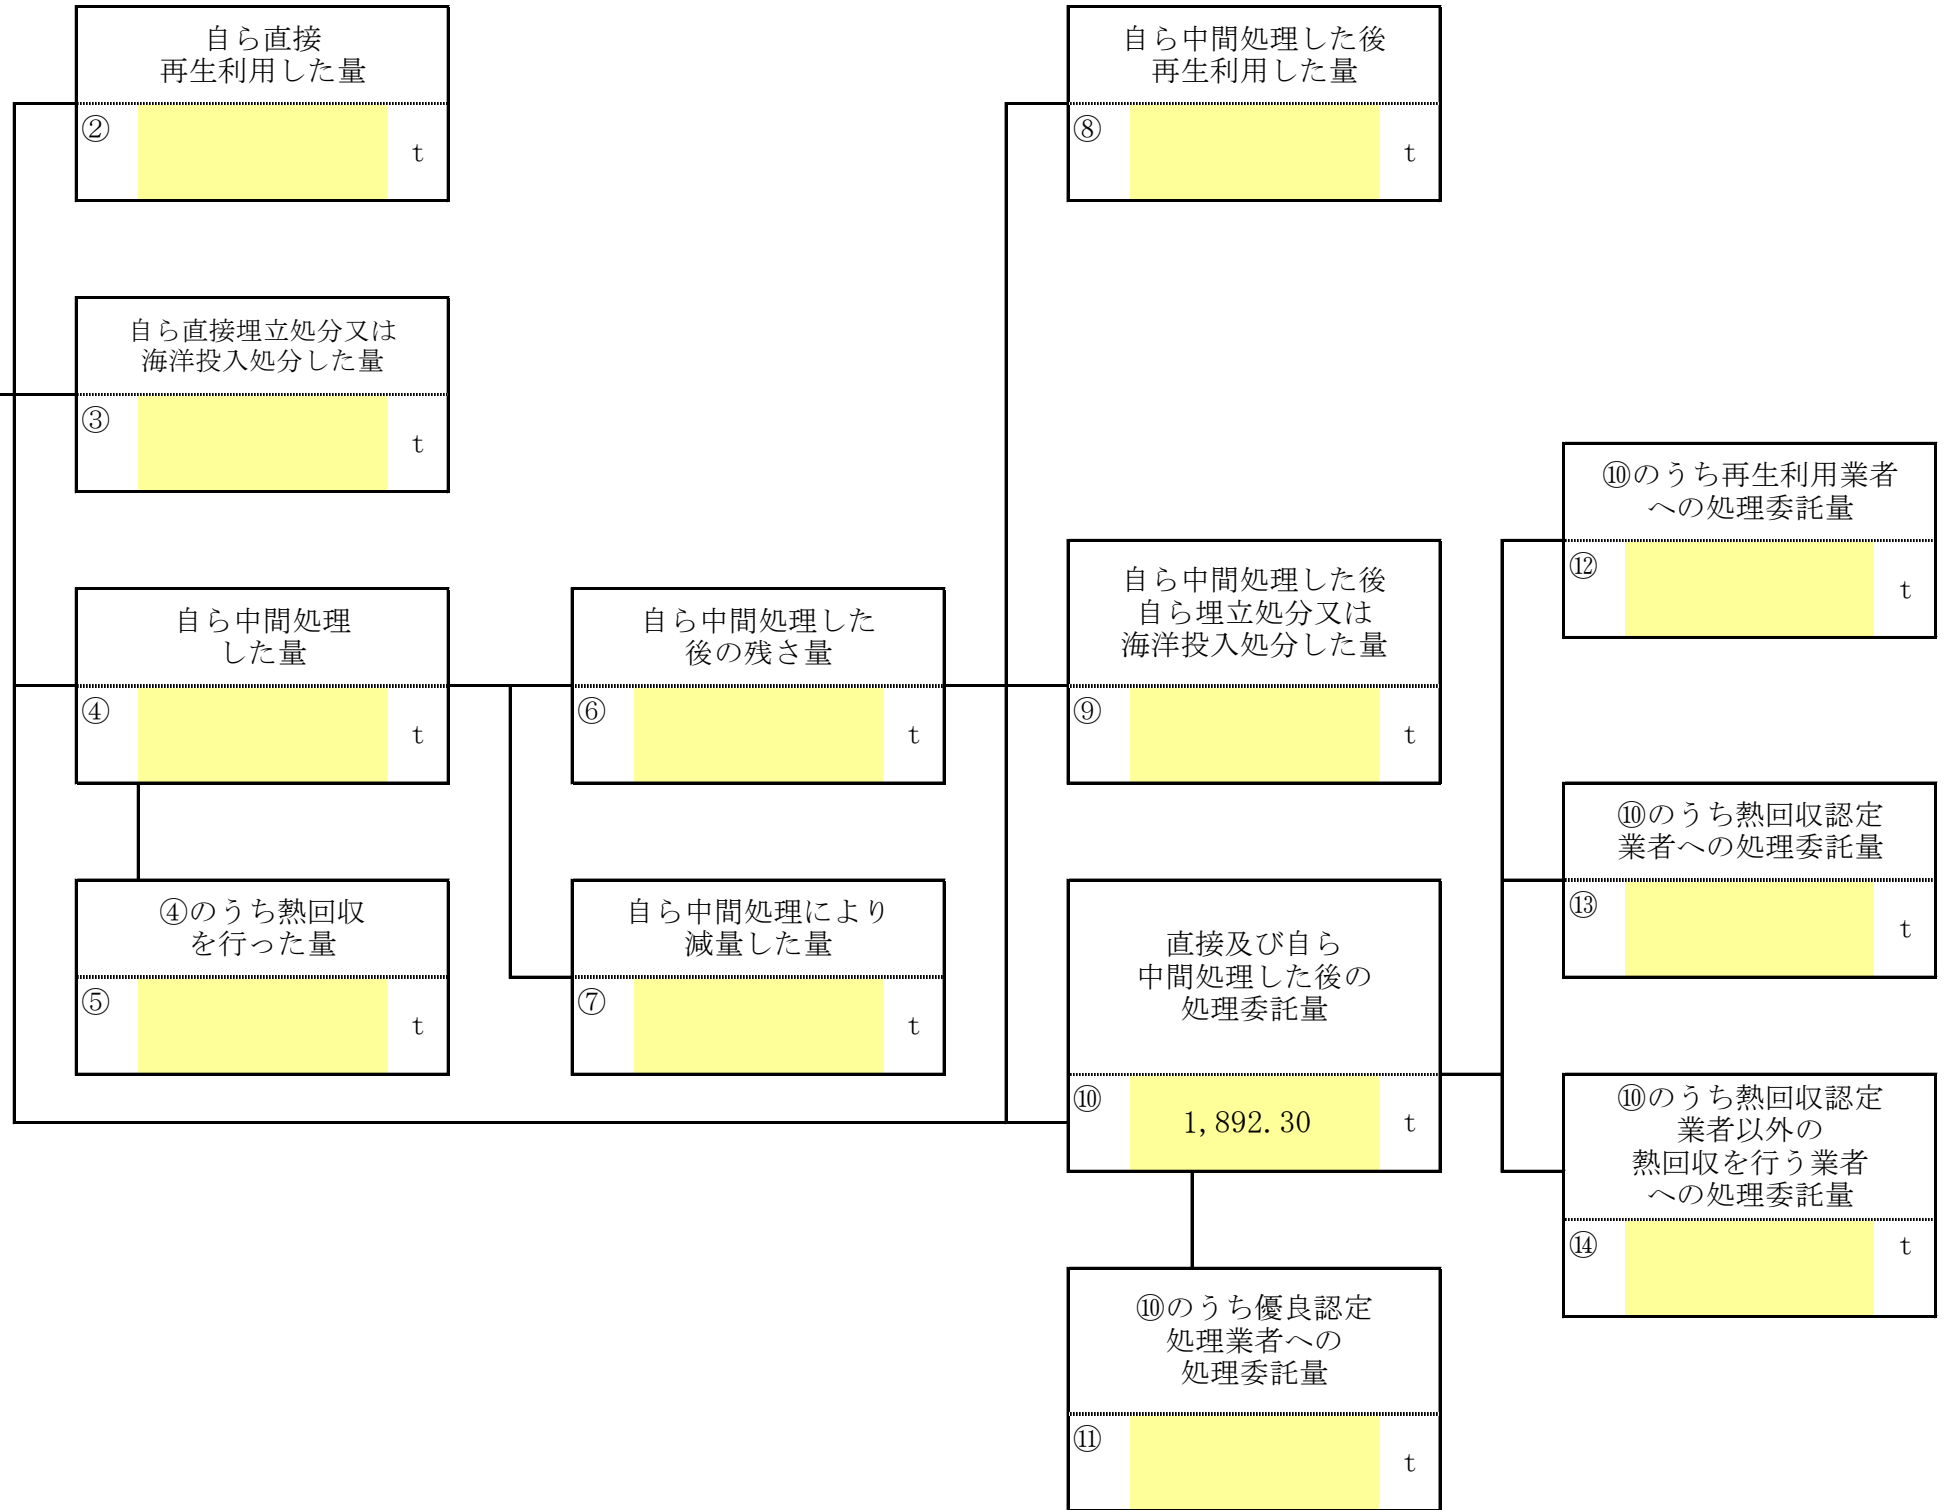 自ら直接
再生利用した量
②
t
自ら中間処理した後
再生利用した量
⑧
t
自ら直接埋立処分又は
海洋投入処分した量
③
t
⑩のうち再生利用業者
への処理委託量
⑫
t
自ら中間処理
した量
④
t
自ら中間処理した
後の残さ量
⑥
t
自ら中間処理した後
自ら埋立処分又は
海洋投入処分した量
⑨
t
⑩のうち熱回収認定
業者への処理委託量
⑬
t
④のうち熱回収
を行った量
⑤
t
自ら中間処理により
減量した量
⑦
t
直接及び自ら
中間処理した後の
処理委託量
⑩
1,892.30
t
⑩のうち熱回収認定
業者以外の
熱回収を行う業者
への処理委託量
⑭
t
⑩のうち優良認定
処理業者への
処理委託量
⑪
t